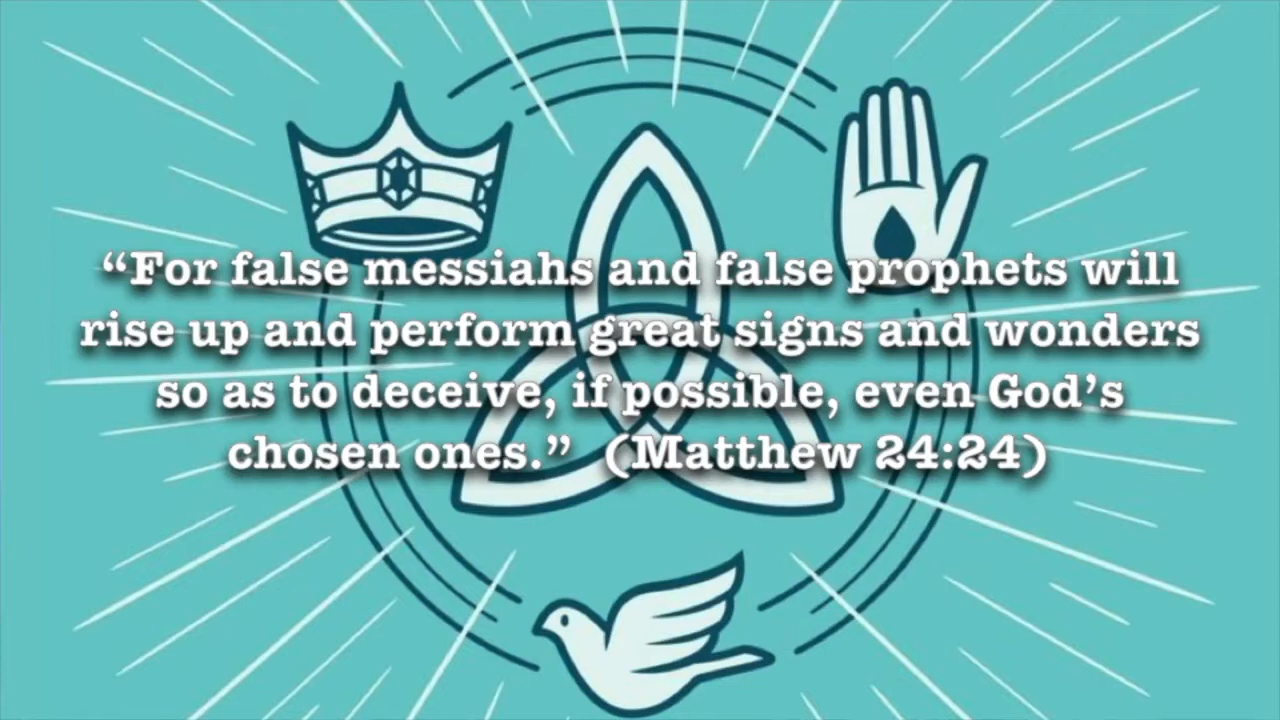 “For false messiahs and false prophets will
rise up and perform great signs and wonders
so as to deceive, if possible, even God’s
chosen ones.” (Matthew 24:24)